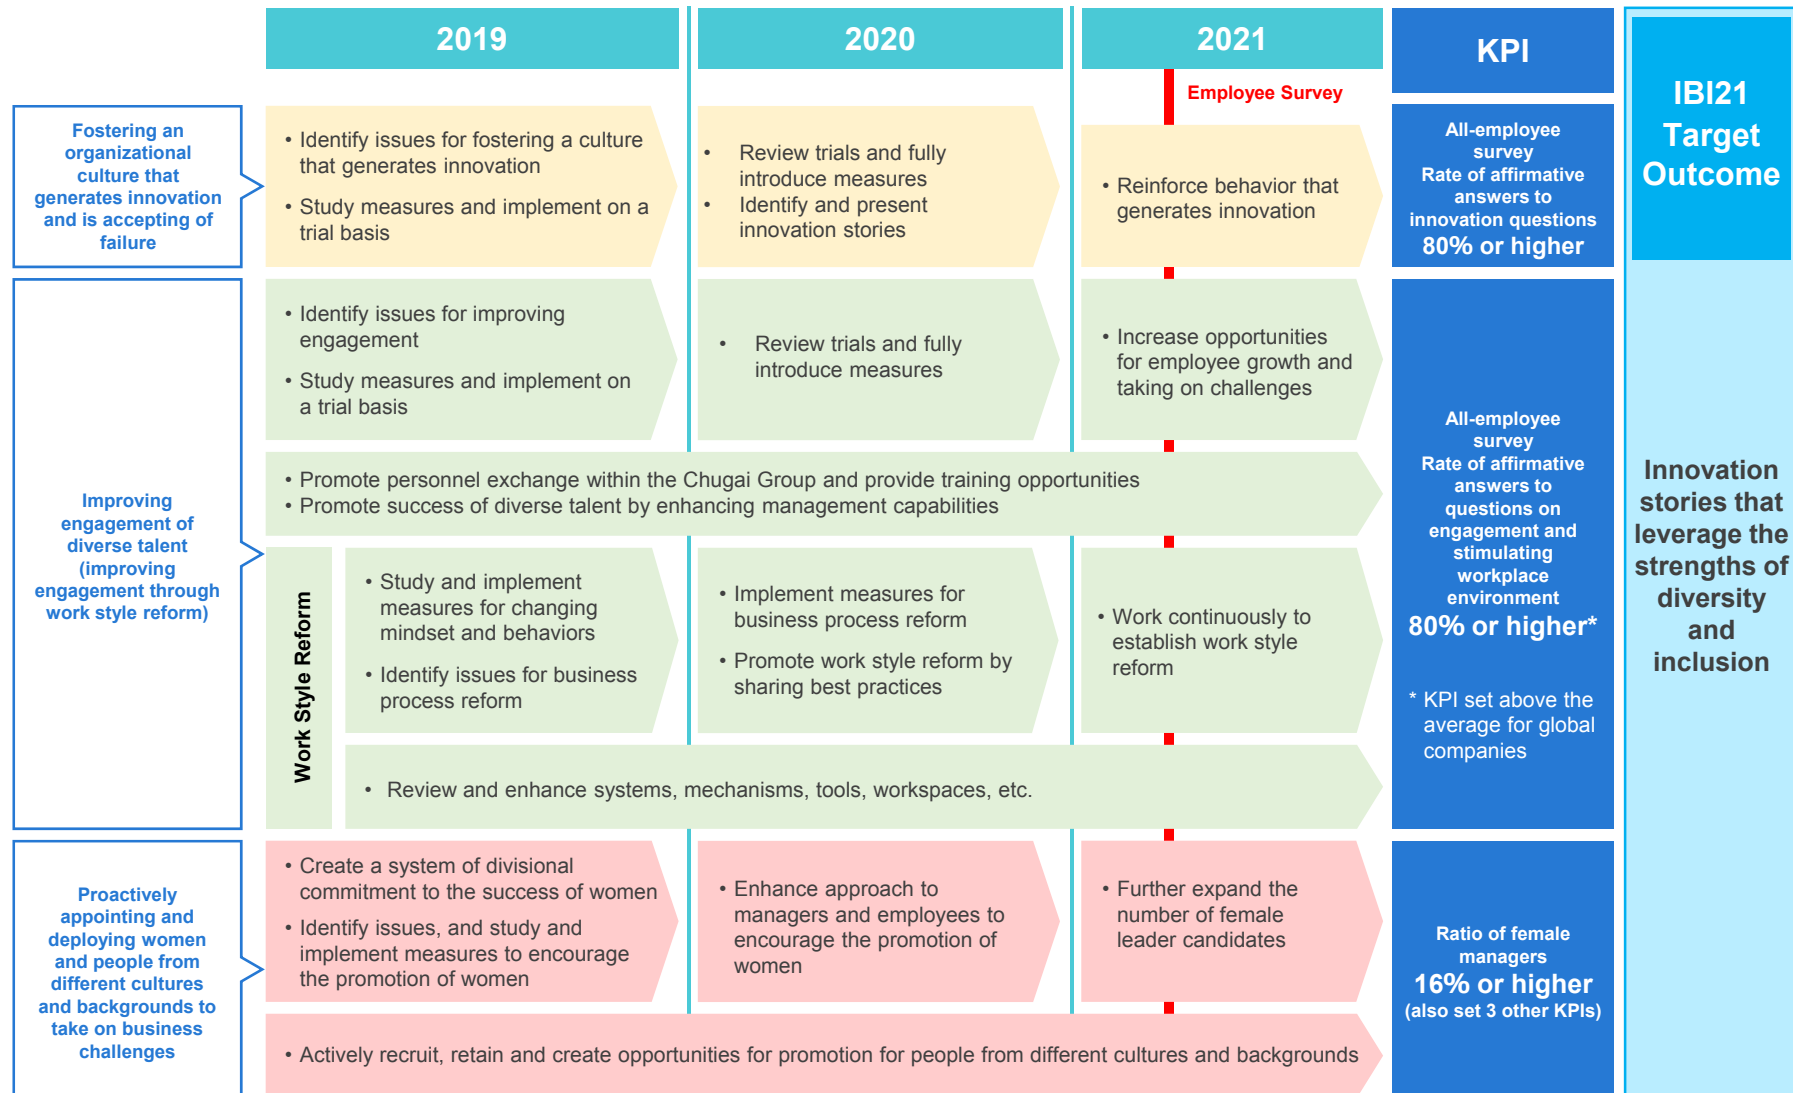 2019
2020
2021
KPI
IBI21
Target
Outcome
Employee Survey
Fostering an
organizational
culture that
generates innovation
and is accepting of
failure
• Identify issues for fostering a culture
that generates innovation
• Study measures and implement on a
trial basis
• Review trials and fully
introduce measures
• Identify and present
innovation stories
• Reinforce behavior that
generates innovation
All-employee
survey
Rate of affirmative
answers to
innovation questions
80% or higher
Improving
engagement of
diverse talent
(improving
engagement through
work style reform)
• Identify issues for improving
engagement
• Study measures and implement on
a trial basis
• Review trials and fully
introduce measures
• Increase opportunities
for employee growth and
taking on challenges
• Promote personnel exchange within the Chugai Group and provide training opportunities
• Promote success of diverse talent by enhancing management capabilities
Work Style Reform
• Study and implement
measures for changing
mindset and behaviors
• Identify issues for business
process reform
• Implement measures for
business process reform
• Promote work style reform by
sharing best practices
• Work continuously to
establish work style
reform
• Review and enhance systems, mechanisms, tools, workspaces, etc.
All-employee
survey
Rate of affirmative
answers to
questions on
engagement and
stimulating
workplace
environment
80% or higher*
* KPI set above the
average for global
companies
Innovation
stories that
leverage the
strengths of
diversity
and
inclusion
Proactively
appointing and
deploying women
and people from
different cultures
and backgrounds to
take on business
challenges
• Create a system of divisional
commitment to the success of women
• Identify issues, and study and
implement measures to encourage
the promotion of women
• Enhance approach to
managers and employees to
encourage the promotion of
women
• Further expand the
number of female
leader candidates
• Actively recruit, retain and create opportunities for promotion for people from different cultures and backgrounds
Ratio of female
managers
16% or higher
(also set 3 other KPIs)